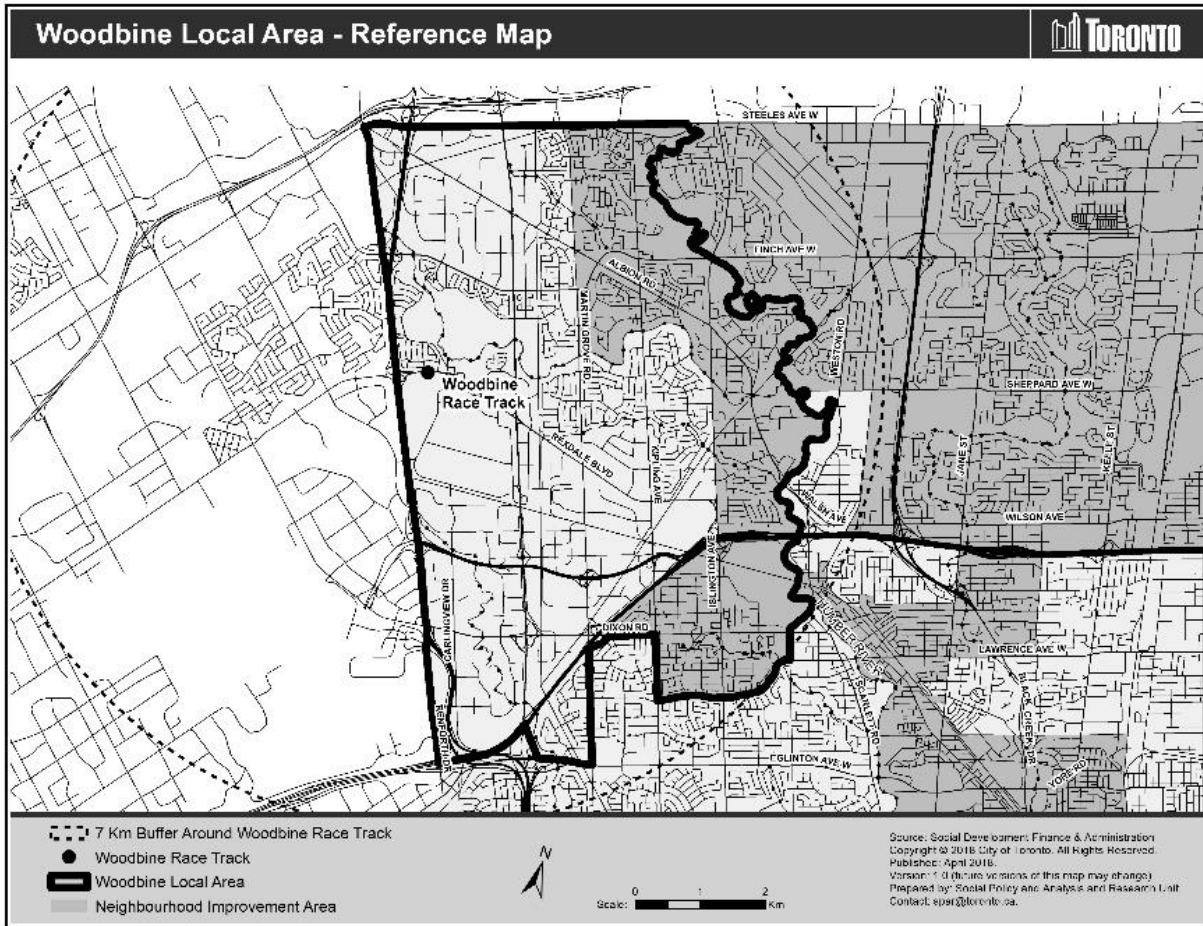 Woodbine Local Area - Reference Map
TORONTO
STEELES AVE W
FINCH AVE W
ALBION RD
MARTIN GROVE RD
WESTON RD
Woodbine
Race Track
SHEPPARD AVE W
REXDALE BLVD
KIPLING AVE
JANE ST
KEELE ST
WALSH AVE
WILSON AVE
ISLINGTON AVE
CARLINGVIEW DR
DIXON RD
HUMBER RIVER
LAWRENCE AVE W
SCARLETT RD
BLACK CREEK DR
RENFORTH DR
EGLINTON AVE W
YORE RD
7 Km Buffer Around Woodbine Race Track
Woodbine Race Track
Woodbine Local Area
Neighbourhood Improvement Area
N
0 1 2
Scale: Km
Source: Social Development Finance & Administration
Copyright © 2018 City of Toronto. All Rights Reserved.
Published: April 2018.
Version: 1.0 (future versions of this map may change)
Prepared by: Social Policy and Analysis and Research Unit
Contact: spar@toronto.ca.